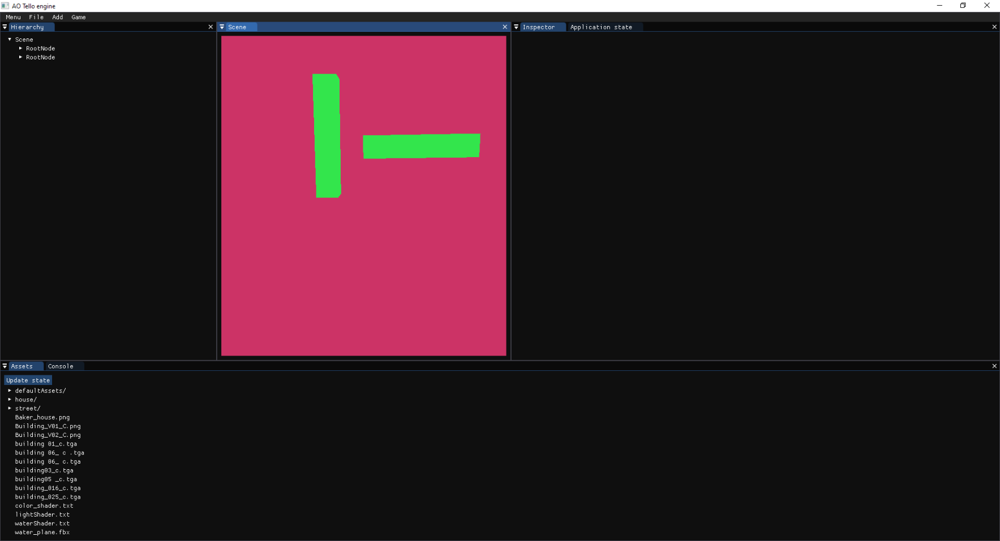 AO Tello engine
Menu File Add Game
Hierarchy
Scene
RootNode
RootNode
Scene
Inspector Application state
Assets Console
Update state
defaultAssets/
house/
street/
Baker_house.png
Building_V01_C.png
Building_V02_C.png
building 01_c.tga
building 06_ c .tga
building 06_ c.tga
building03_c.tga
building05 _c.tga
building_016_c.tga
building_025_c.tga
color_shader.txt
lightShader.txt
waterShader.txt
water_plane.fbx